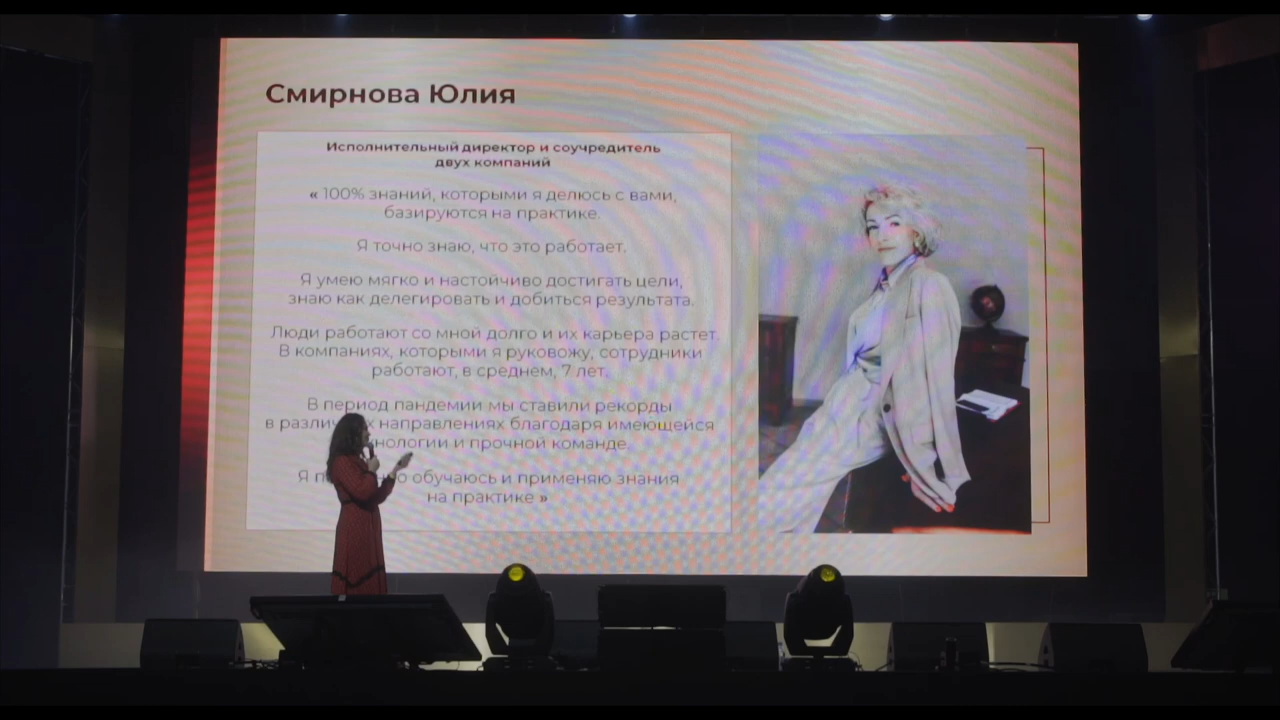 Смирнова Юлия
Исполнительный директор и соучредитель
двух компаний
« 100% знаний, которыми я делюсь с вами,
базируются на практике.
Я точно знаю, что это работает.
Я умею мягко и настойчиво достигать цели,
знаю как делегировать и добиться результата.
Люди работают со мной долго и их карьера растет.
В компаниях, которыми я руковожу, сотрудники
работают, в среднем, 7 лет.
В период пандемии мы ставили рекорды
в направлениях благодаря имеющейся
и прочной команде.
Я обучаюсь и применяю знания
на практике »